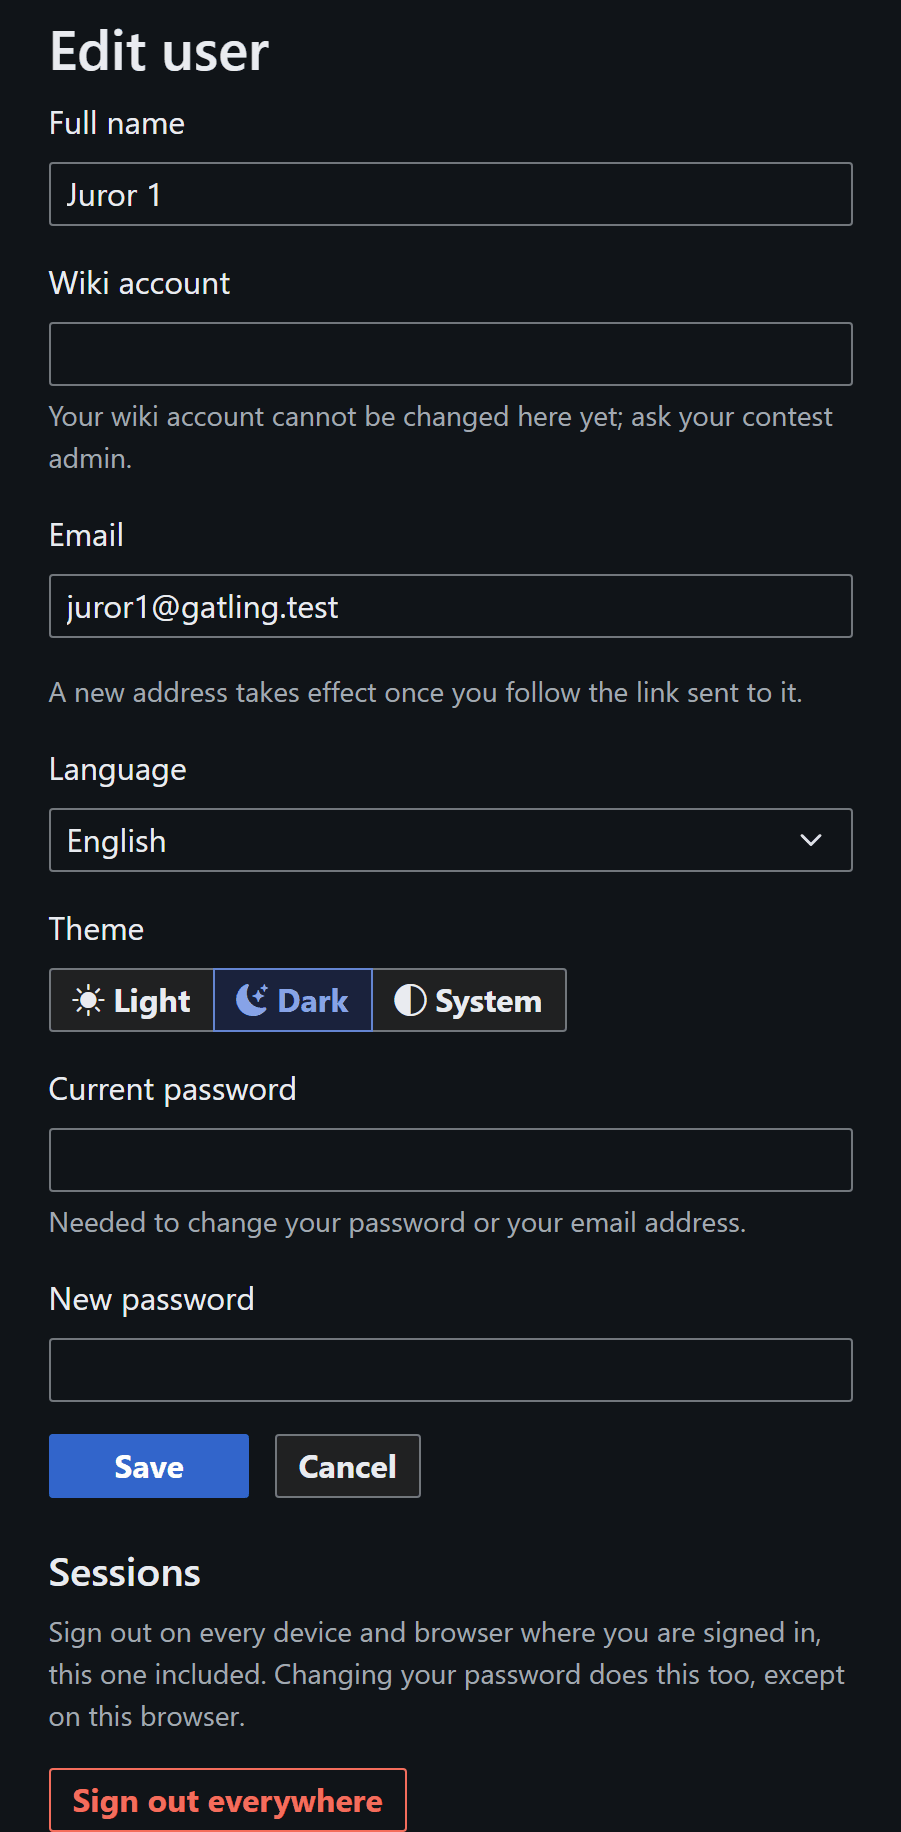 Edit user
Full name
Juror 1
Wiki account
Your wiki account cannot be changed here yet; ask your contest
admin.
Email
juror1@gatling.test
A new address takes effect once you follow the link sent to it.
Language
English
Theme
Light Dark System
Current password
Needed to change your password or your email address.
New password
Save Cancel
Sessions
Sign out on every device and browser where you are signed in,
this one included. Changing your password does this too, except
on this browser.
Sign out everywhere